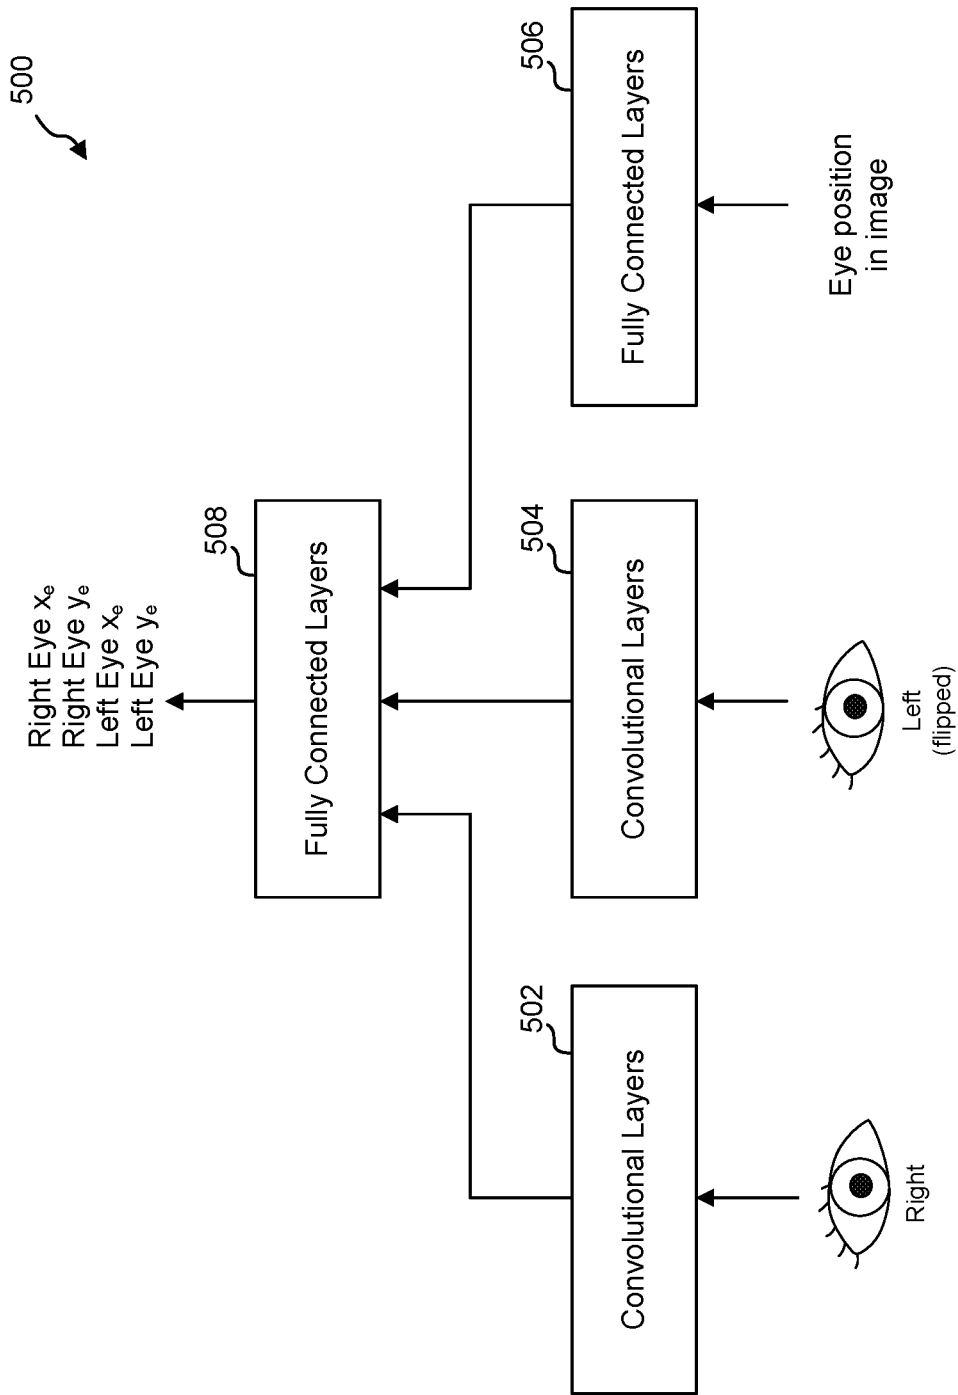 500
Right Eye xₑ
Right Eye yₑ
Left Eye xₑ
Left Eye yₑ
508
Fully Connected Layers
502
Convolutional Layers
504
Convolutional Layers
506
Fully Connected Layers
Right
Left
(flipped)
Eye position
in image